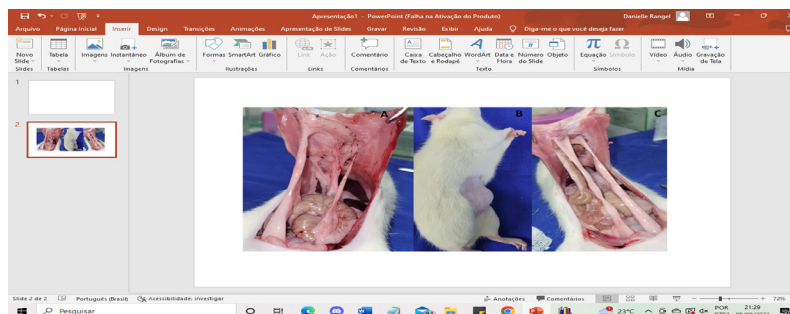 Apresentação1 - PowerPoint (Falha na Ativação do Produto)
Danielle Rangel
Arquivo Página Inicial Inserir Design Transições Animações Apresentação de Slides Gravar Revisão Exibir Ajuda Diga-me o que você deseja fazer
Novo Slide
Tabela
Imagens
Instantâneo
Álbum de Fotografias
Formas
SmartArt
Gráfico
Link
Ação
Comentário
Caixa de Texto
Cabeçalho e Rodapé
WordArt
Data e Hora
Número do Slide
Objeto
Equação
Símbolo
Vídeo
Áudio
Gravação de Tela
Slides Tabelas Imagens Ilustrações Links Comentários Texto Símbolos Mídia
1
2
A B C
Slide 2 de 2 Português (Brasil) Acessibilidade: investigar Anotações Comentários 72%
Pesquisar
23°C
POR
21:29